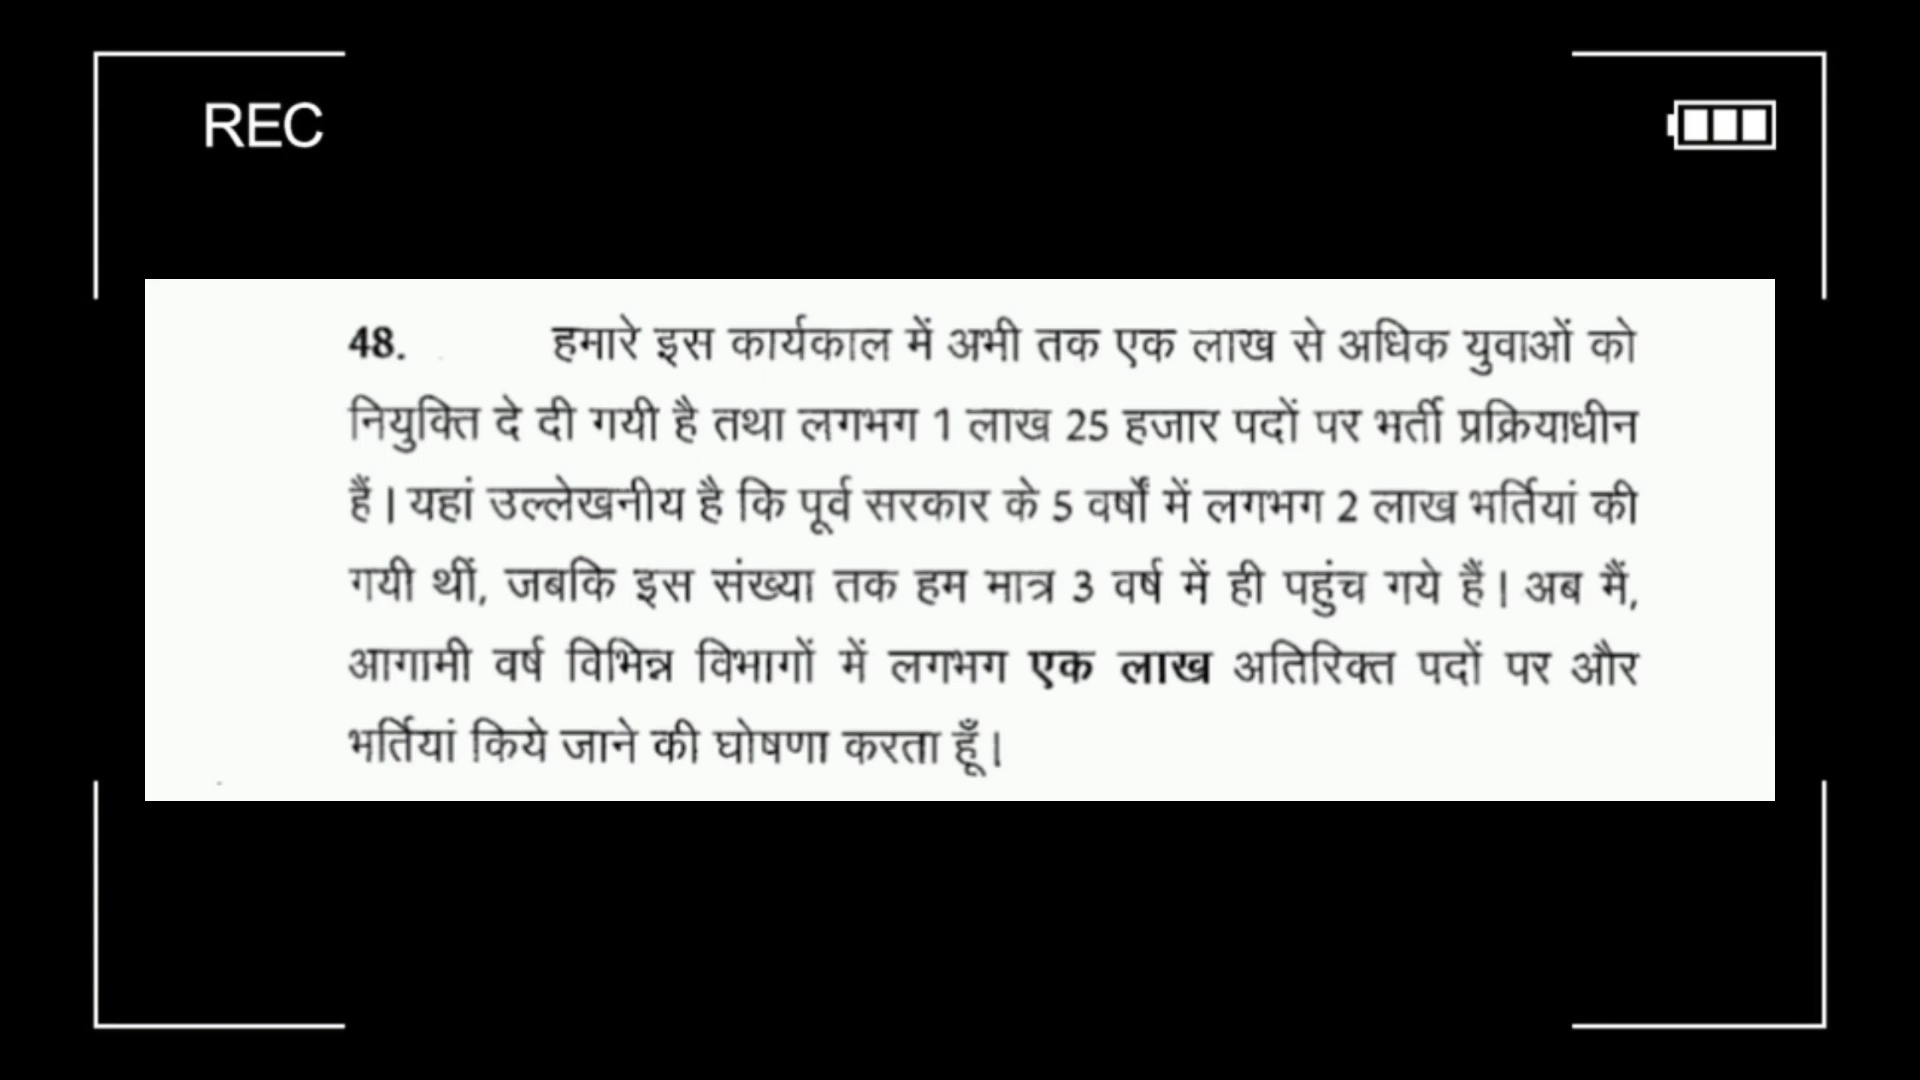 REC
48. हमारे इस कार्यकाल में अभी तक एक लाख से अधिक युवाओं को
नियुक्ति दे दी गयी है तथा लगभग 1 लाख 25 हजार पदों पर भर्ती प्रक्रियाधीन
हैं। यहां उल्लेखनीय है कि पूर्व सरकार के 5 वर्षों में लगभग 2 लाख भर्तियां की
गयी थीं, जबकि इस संख्या तक हम मात्र 3 वर्ष में ही पहुंच गये हैं। अब मैं,
आगामी वर्ष विभिन्न विभागों में लगभग एक लाख अतिरिक्त पदों पर और
भर्तियां किये जाने की घोषणा करता हूँ।